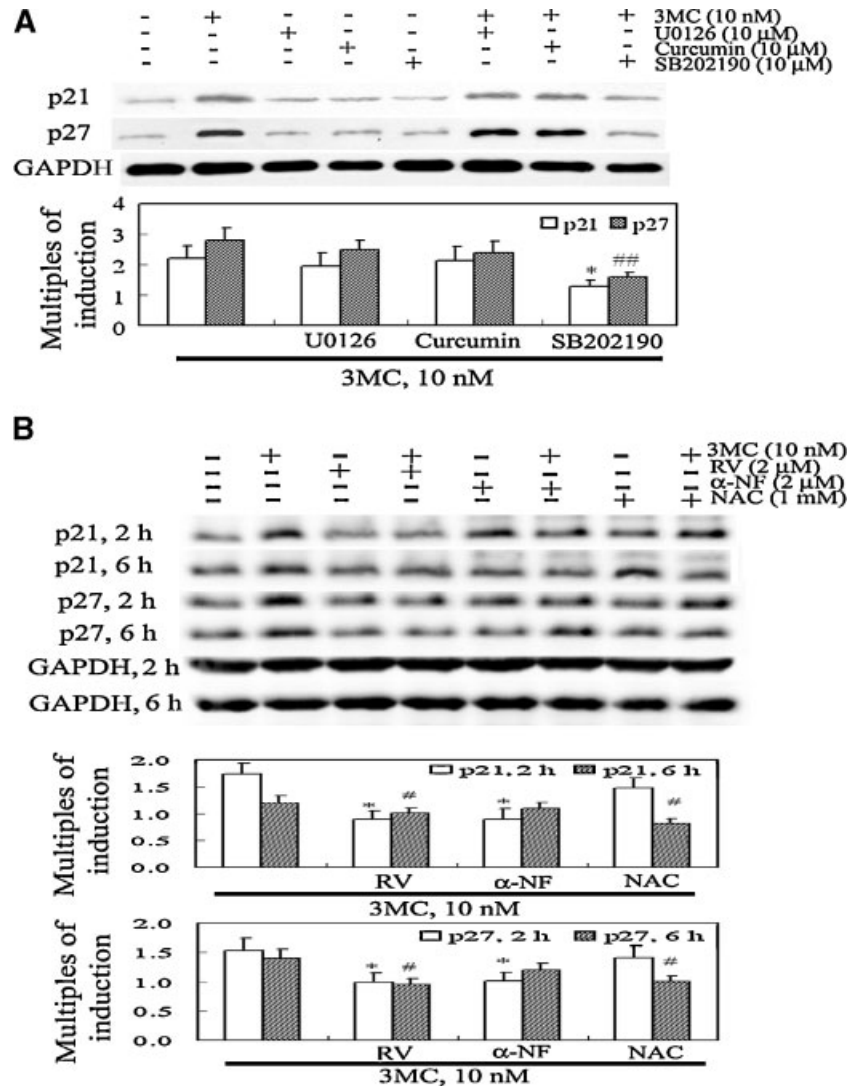 A
- + - - - + + + 3MC (10 nM)
- - + - - + - - U0126 (10 μM)
- - - + - - + - Curcumin (10 μM)
- - - - + - - + SB202190 (10 μM)
p21
p27
GAPDH
Multiples of induction
4
3
2
1
0
p21 p27
* ##
U0126 Curcumin SB202190
3MC, 10 nM
B
- + - + - + - + 3MC (10 nM)
- - + + - - - - RV (2 μM)
- - - - + + - - α-NF (2 μM)
- - - - - - + + NAC (1 mM)
p21, 2 h
p21, 6 h
p27, 2 h
p27, 6 h
GAPDH, 2 h
GAPDH, 6 h
Multiples of induction
2.0
1.5
1.0
0.5
0.0
p21, 2 h p21, 6 h
* # * #
RV α-NF NAC
3MC, 10 nM
Multiples of induction
2.0
1.5
1.0
0.5
0.0
p27, 2 h p27, 6 h
* # * #
RV α-NF NAC
3MC, 10 nM